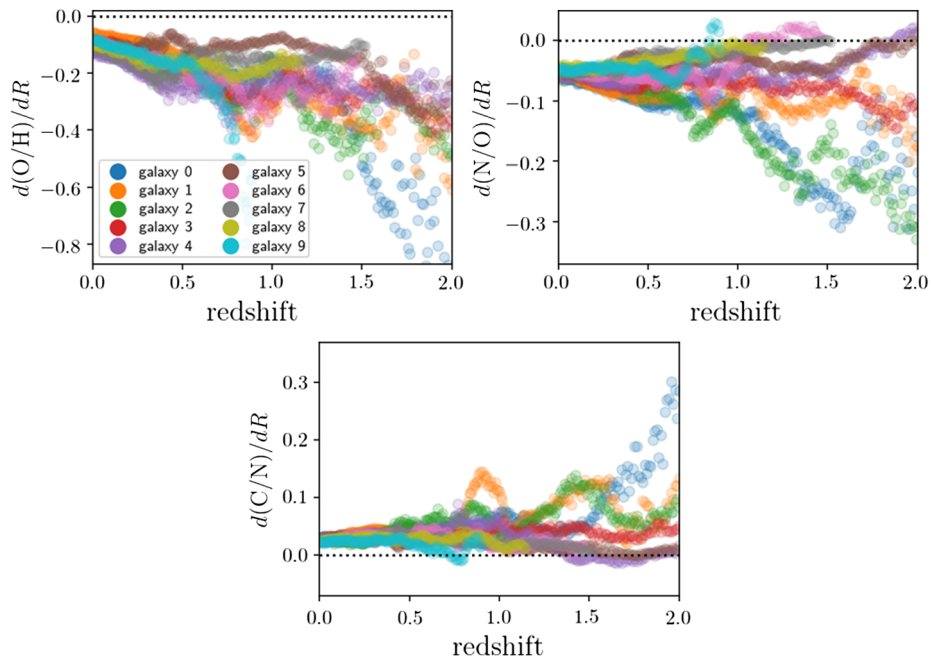 d(O/H)/dR
0.0
−0.2
−0.4
−0.6
−0.8
galaxy 0
galaxy 1
galaxy 2
galaxy 3
galaxy 4
galaxy 5
galaxy 6
galaxy 7
galaxy 8
galaxy 9
0.0 0.5 1.0 1.5 2.0
redshift
d(N/O)/dR
0.0
−0.1
−0.2
−0.3
0.0 0.5 1.0 1.5 2.0
redshift
d(C/N)/dR
0.3
0.2
0.1
0.0
0.0 0.5 1.0 1.5 2.0
redshift